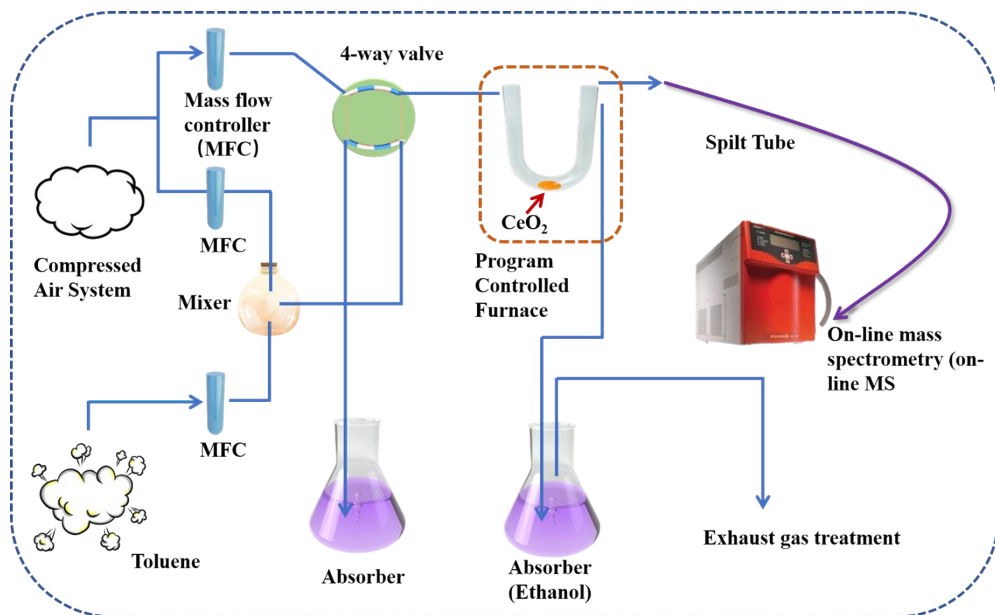 4-way valve
Mass flow
controller
(MFC)
Spilt Tube
CeO₂
MFC
Compressed
Air System
Program
Controlled
Furnace
Mixer
On-line mass
spectrometry (on-
line MS
MFC
Toluene
Absorber
Absorber
(Ethanol)
Exhaust gas treatment